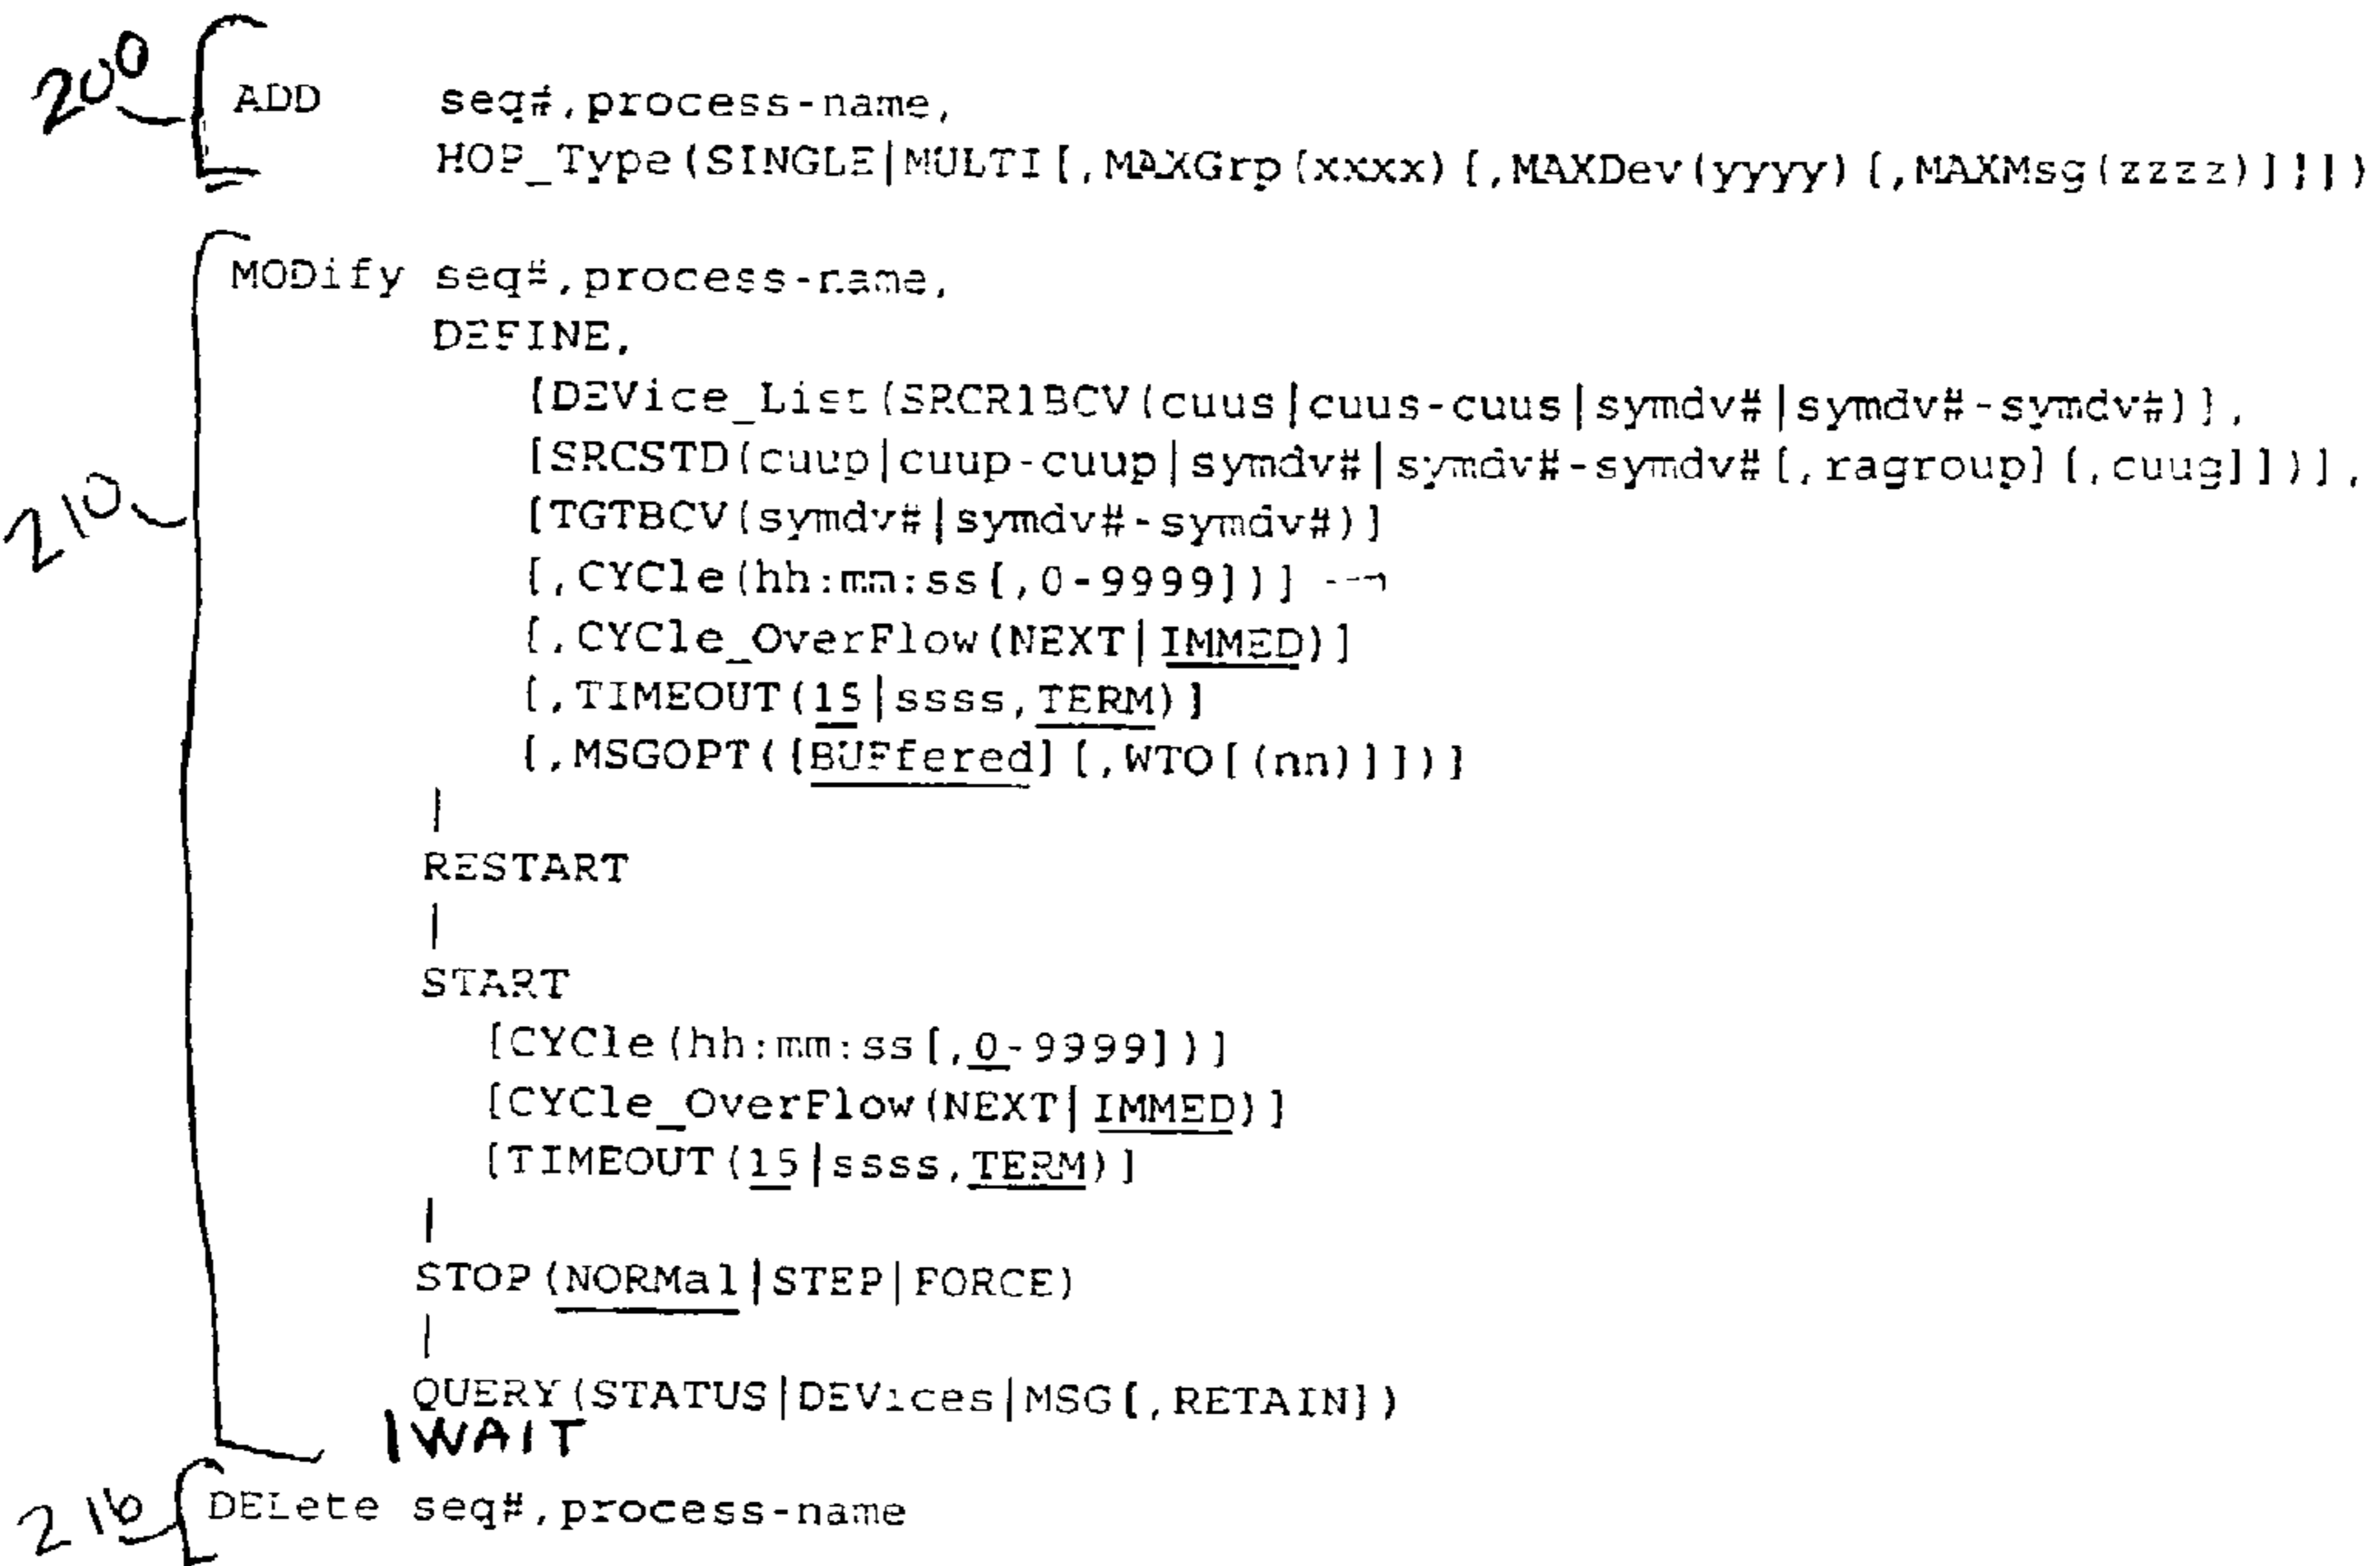 200
ADD seq#,process-name,
HOP_Type(SINGLE|MULTI[,MAXGrp(xxxx)[,MAXDev(yyyy)[,MAXMsg(zzzz)]]])
MODify seq#,process-name,
DEFINE,
[DEVice_List(SRCR1BCV(cuus|cuus-cuus|symdv#|symdv#-symdv#)],
210
[SRCSTD(cuup|cuup-cuup|symdv#|symdv#-symdv#[,ragroup][,cuug]])],
[TGTBCV(symdv#|symdv#-symdv#)]
[,CYCle(hh:mm:ss[,0-9999])]
[,CYCle_OverFlow(NEXT|IMMED)]
[,TIMEOUT(15|ssss,TERM)]
[,MSGOPT([BUFfered][,WTO[(nn)]])]
|
RESTART
|
START
[CYCle(hh:mm:ss[,0-9999])]
[CYCle_OverFlow(NEXT|IMMED)]
[TIMEOUT(15|ssss,TERM)]
|
STOP(NORMal|STEP|FORCE)
|
QUERY(STATUS|DEVices|MSG[,RETAIN])
|WAIT
216
DELete seq#,process-name